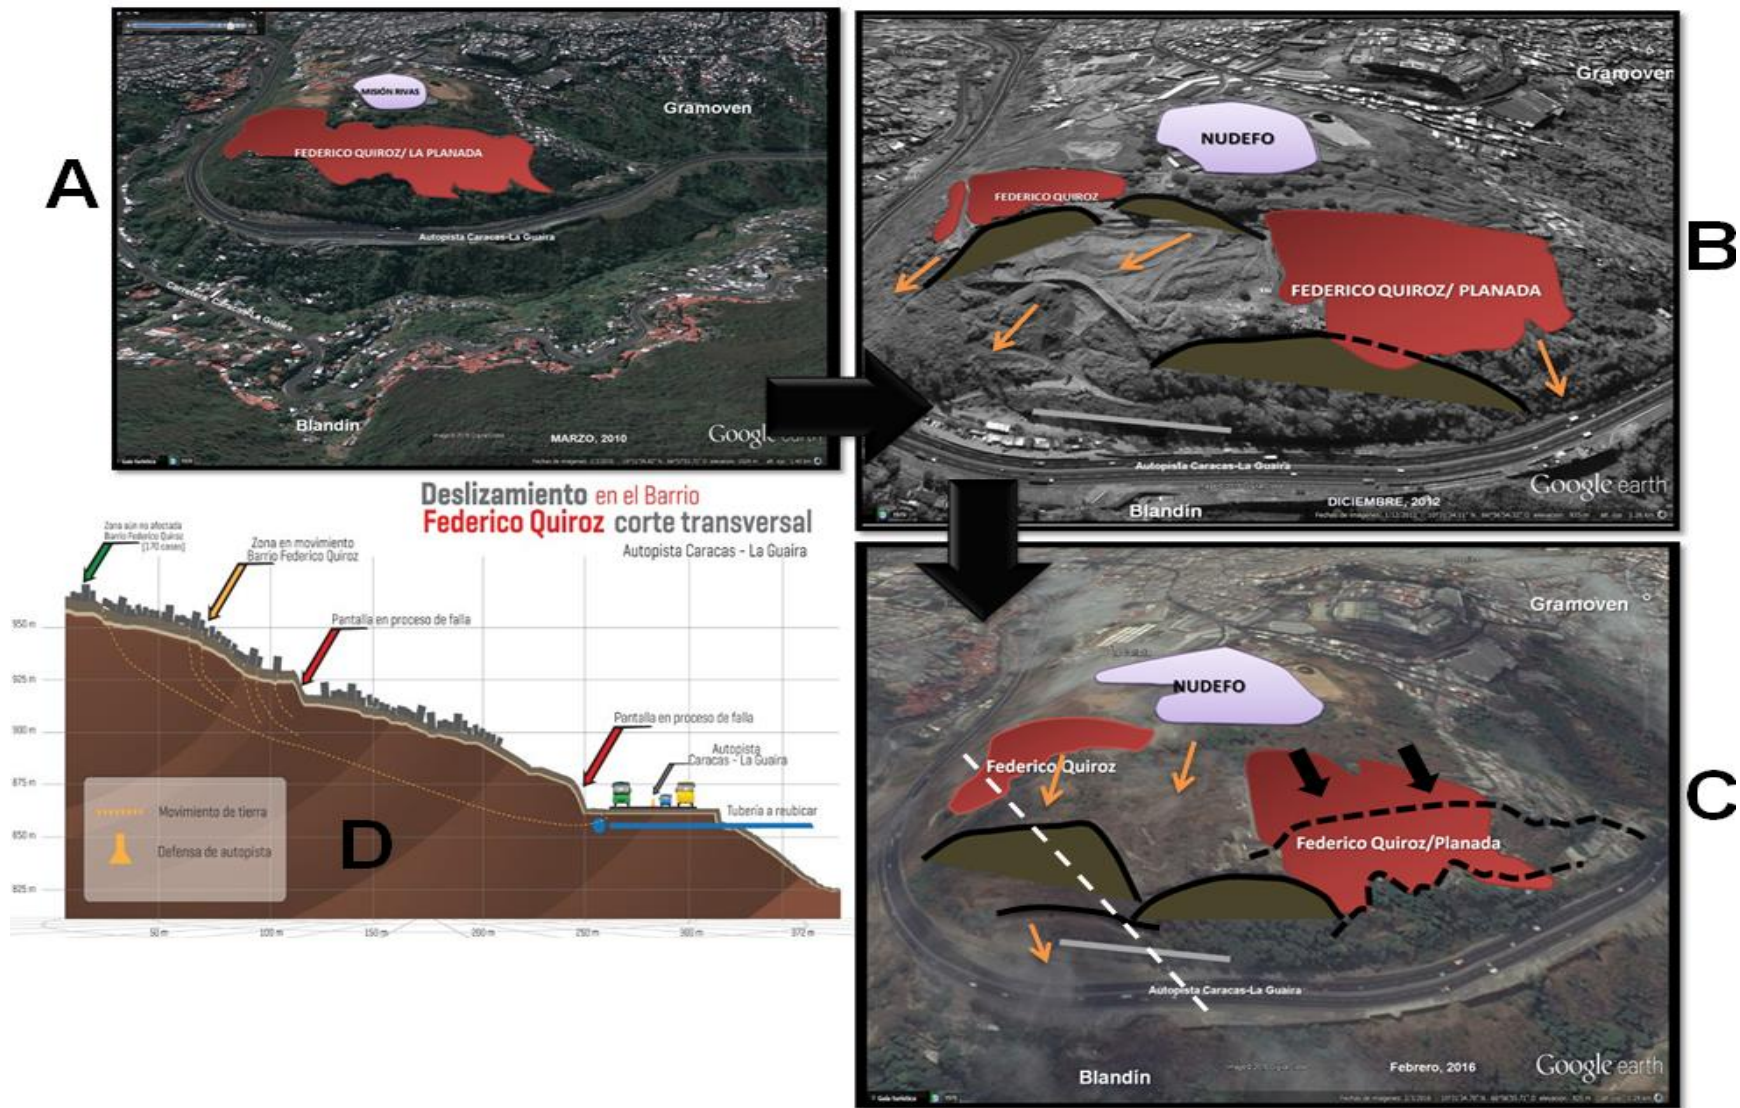 A
MISIÓN RIVAS
Gramoven
FEDERICO QUIROZ/ LA PLANADA
Autopista Caracas-La Guaira
Carretera Caracas-La Guaira
Blandín
MARZO, 2010
Google earth
B
Gramoven
NUDEFO
FEDERICO QUIROZ
FEDERICO QUIROZ/ PLANADA
Autopista Caracas-La Guaira
DICIEMBRE, 2012
Blandín
Google earth
C
Gramoven
NUDEFO
Federico Quiroz
Federico Quiroz/Planada
Autopista Caracas-La Guaira
Febrero, 2016
Blandín
Google earth
Deslizamiento en el Barrio
Federico Quiroz corte transversal
Autopista Caracas - La Guaira
Zona aún no afectada
Barrio Federico Quiroz
Zona en movimiento
Barrio Federico Quiroz
Pantalla en proceso de falla
Pantalla en proceso de falla
Autopista
Caracas - La Guaira
Tubería a reubicar
Movimiento de tierra
Defensa de autopista
D
950 m
925 m
900 m
875 m
850 m
825 m
50 m
100 m
150 m
200 m
250 m
300 m
372 m